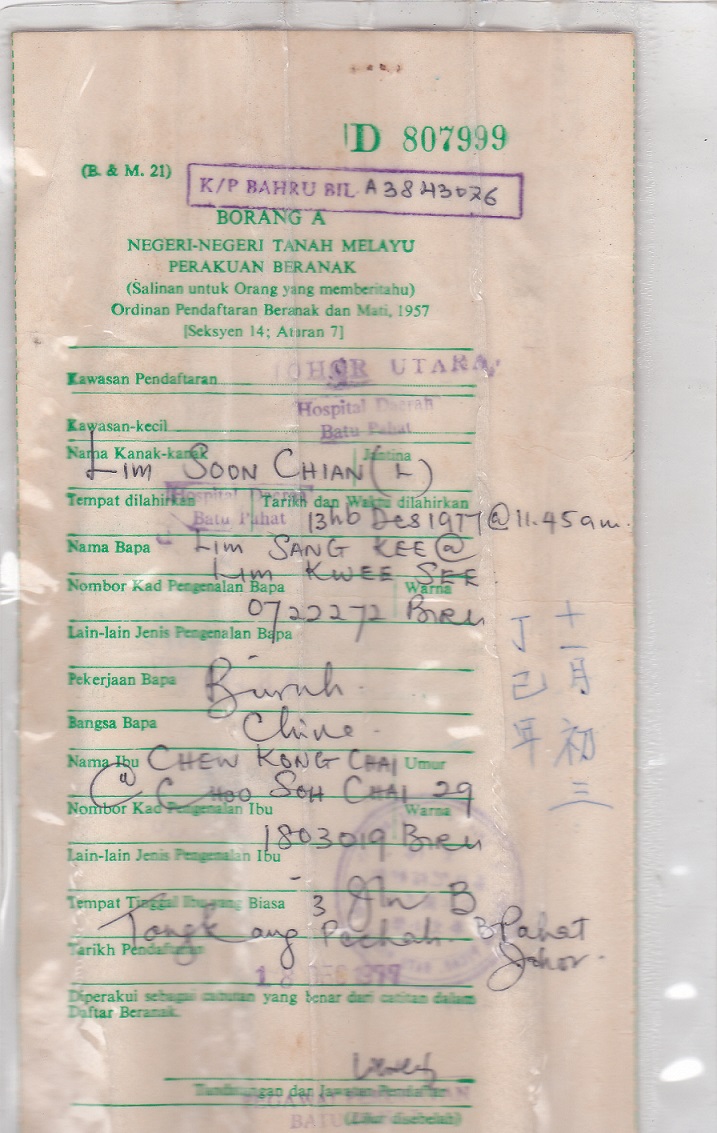 D 807999
(B. & M. 21)
K/P BAHRU BIL. A3843076
BORANG A
NEGERI-NEGERI TANAH MELAYU
PERAKUAN BERANAK
(Salinan untuk Orang yang memberitahu)
Ordinan Pendaftaran Beranak dan Mati, 1957
[Seksyen 14; Aturan 7]
Kawasan Pendaftaran JOHOR UTARA
Hospital Daerah
Kawasan-kecil Batu Pahat
Nama Kanak-kanak Jantina
LIM SOON CHIAN (L)
Tempat dilahirkan Hospital Daerah Tarikh dan Waktu dilahirkan
Batu Pahat 13hb Des 1977 @ 11.45 am.
Nama Bapa LIM SANG KEE @
LIM KWEE SEE
Nombor Kad Pengenalan Bapa Warna
0722272 Biru
Lain-lain Jenis Pengenalan Bapa
Pekerjaan Bapa Buruh.
Bangsa Bapa China.
Nama Ibu CHEW KONG CHAI Umur
@ CHOO SOH CHAI 29
Nombor Kad Pengenalan Ibu Warna
1803019 Biru
Lain-lain Jenis Pengenalan Ibu -
Tempat Tinggal Ibu yang Biasa 3 Jln B
Tongkang Pechah B Pahat
Johor.
Tarikh Pendaftaran
18 DES 1977
Diperakui sebagai cabutan yang benar dari catitan dalam
Daftar Beranak.
Tandatangan dan Jawatan Pendaftar
BATU
(Lihat disebelah)
十一月初三
丁己年